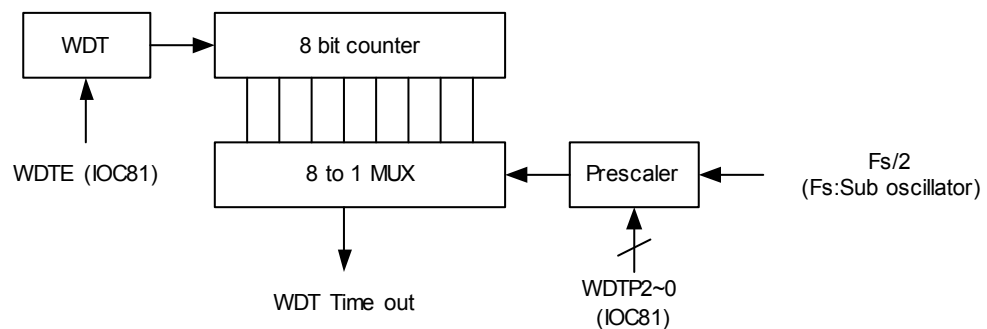 WDT
8 bit counter
WDTE (IOC81)
8 to 1 MUX
Prescaler
Fs/2
(Fs:Sub oscillator)
WDT Time out
WDTP2~0
(IOC81)